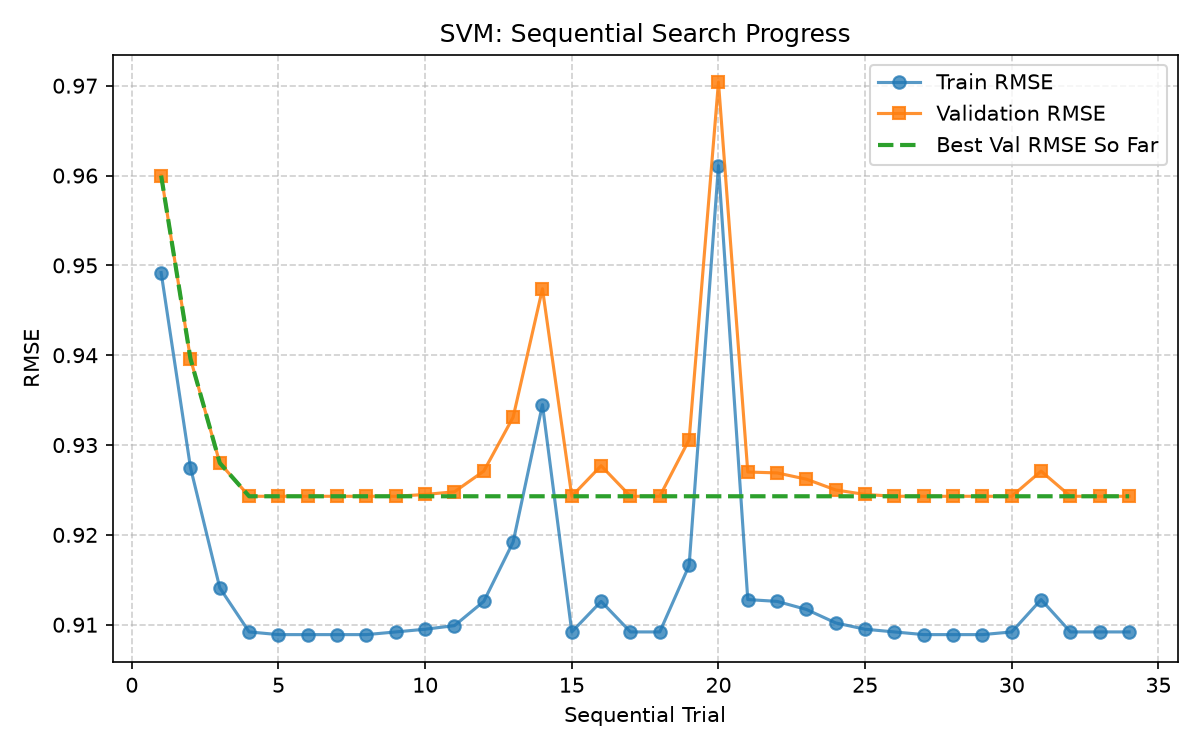 SVM: Sequential Search Progress
Train RMSE
Validation RMSE
Best Val RMSE So Far
RMSE
0.97
0.96
0.95
0.94
0.93
0.92
0.91
0 5 10 15 20 25 30 35
Sequential Trial